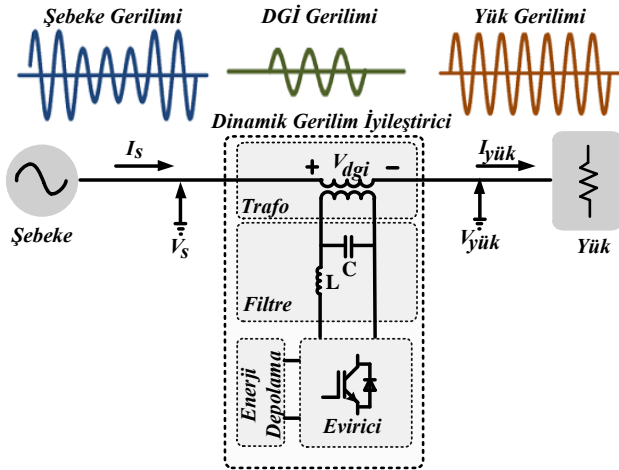 Şebeke Gerilimi
DGİ Gerilimi
Yük Gerilimi
Dinamik Gerilim İyileştirici
Is
+
Vdgi
−
Iyük
Trafo
Şebeke
Vs
Vyük
Yük
C
L
Filtre
Enerji
Depolama
Evirici